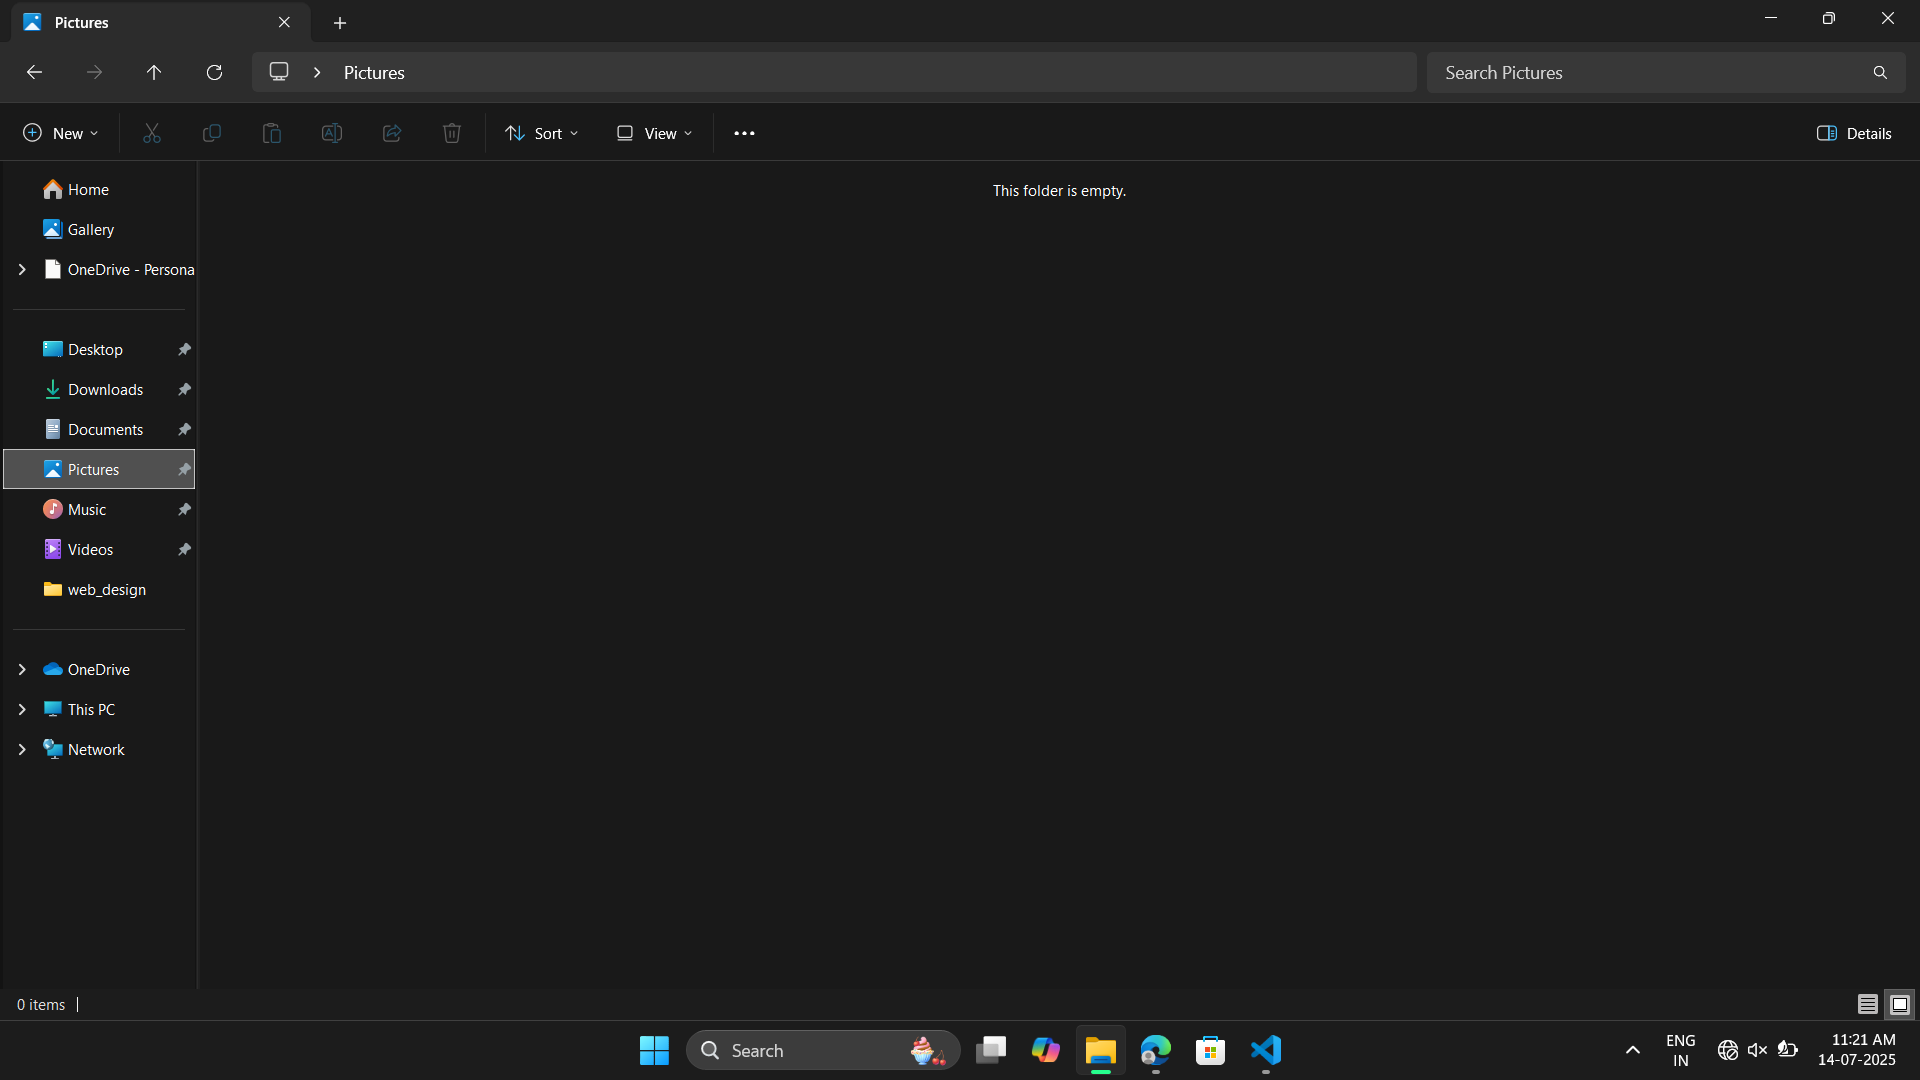 Pictures
Pictures
Search Pictures
New
Sort
View
Details
Home
Gallery
OneDrive - Persona
Desktop
Downloads
Documents
Pictures
Music
Videos
web_design
OneDrive
This PC
Network
This folder is empty.
0 items
Search
ENG
IN
11:21 AM
14-07-2025